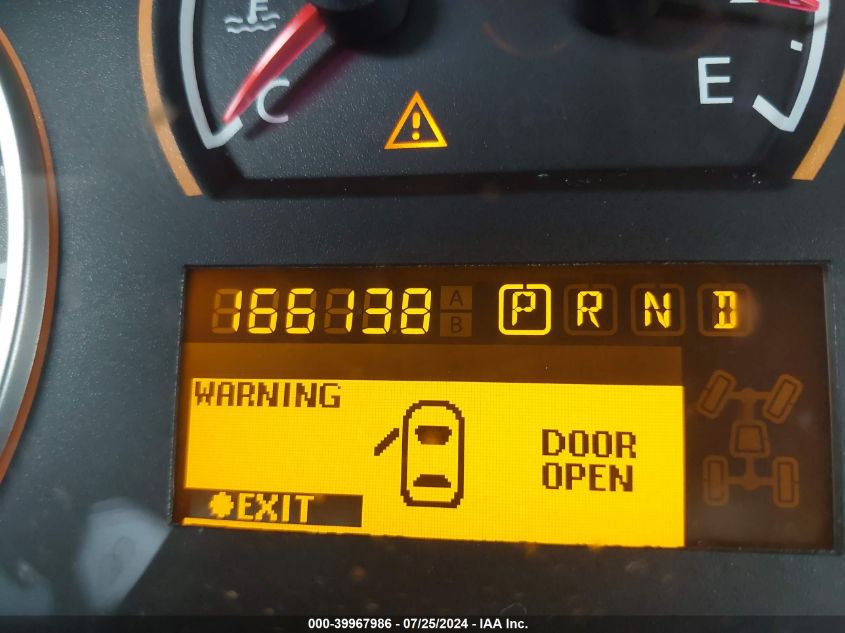 C
E
166138 A P R N D
B
WARNING
DOOR
OPEN
EXIT
000-39967986 - 07/25/2024 - IAA Inc.